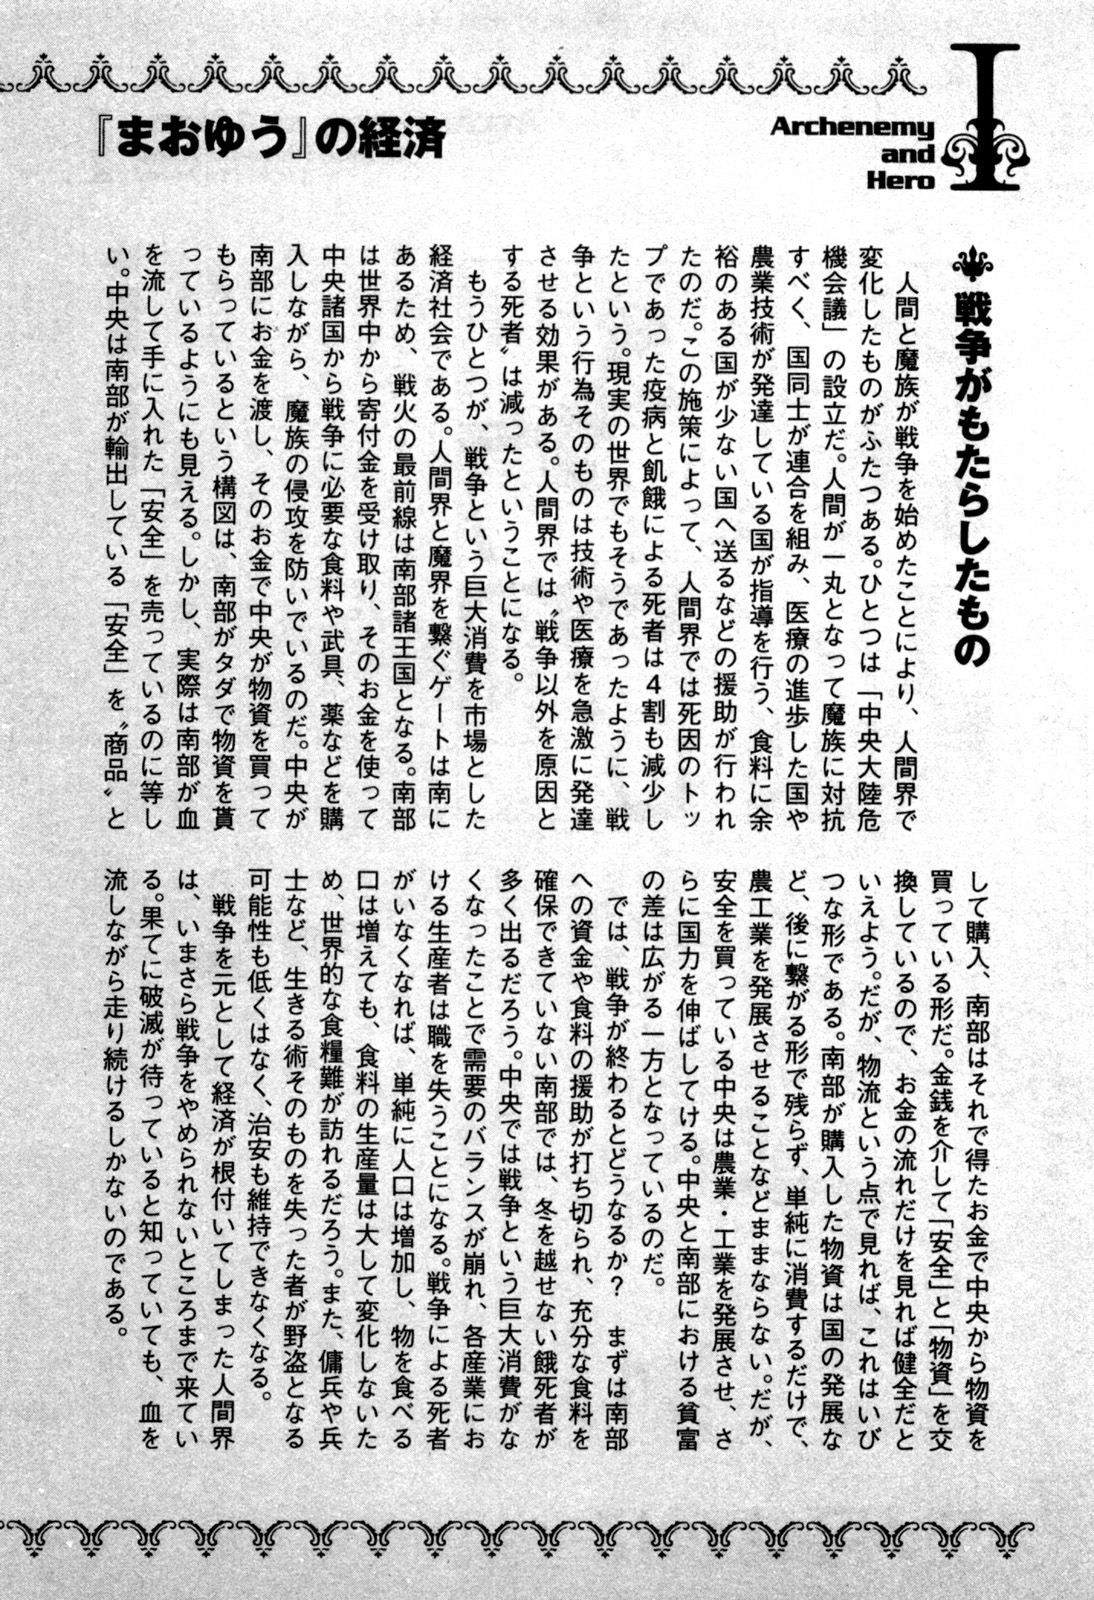 I
Archenemy
and
Hero
『まおゆう』の経済
戦争がもたらしたもの
人間と魔族が戦争を始めたことにより、人間界で
変化したものがふたつある。ひとつは「中央大陸危
機会議」の設立だ。人間が一丸となって魔族に対抗
すべく、国同士が連合を組み、医療の進歩した国や
農業技術が発達している国が指導を行う、食料に余
裕のある国が少ない国へ送るなどの援助が行われ
たのだ。この施策によって、人間界では死因のトッ
プであった疫病と飢餓による死者は4割も減少し
たという。現実の世界でもそうであったように、戦
争という行為そのものは技術や医療を急激に発達
させる効果がある。人間界では〝戦争以外を原因と
する死者〟は減ったということになる。
もうひとつが、戦争という巨大消費を市場とした
経済社会である。人間界と魔界を繋ぐゲートは南に
あるため、戦火の最前線は南部諸王国となる。南部
は世界中から寄付金を受け取り、そのお金を使って
中央諸国から戦争に必要な食料や武具、薬などを購
入しながら、魔族の侵攻を防いでいるのだ。中央が
南部にお金を渡し、そのお金で中央が物資を買って
もらっているという構図は、南部がタダで物資を貰
っているようにも見える。しかし、実際は南部が血
を流して手に入れた「安全」を売っているのに等し
い。中央は南部が輸出している「安全」を〝商品〟と
して購入、南部はそれで得たお金で中央から物資を
買っている形だ。金銭を介して「安全」と「物資」を交
換しているので、お金の流れだけを見れば健全だと
いえよう。だが、物流という点で見れば、これはいび
つな形である。南部が購入した物資は国の発展な
ど、後に繋がる形で残らず、単純に消費するだけで、
農工業を発展させることなどままならない。だが、
安全を買っている中央は農業・工業を発展させ、さ
らに国力を伸ばしてける。中央と南部における貧富
の差は広がる一方となっているのだ。
では、戦争が終わるとどうなるか？　まずは南部
への資金や食料の援助が打ち切られ、充分な食料を
確保できていない南部では、冬を越せない餓死者が
多く出るだろう。中央では戦争という巨大消費がな
くなったことで需要のバランスが崩れ、各産業にお
ける生産者は職を失うことになる。戦争による死者
がいなくなれば、単純に人口は増加し、物を食べる
口は増えても、食料の生産量は大して変化しないた
め、世界的な食糧難が訪れるだろう。また、傭兵や兵
士など、生きる術そのものを失った者が野盗となる
可能性も低くはなく、治安も維持できなくなる。
戦争を元として経済が根付いてしまった人間界
は、いまさら戦争をやめられないところまで来てい
る。果てに破滅が待っていると知っていても、血を
流しながら走り続けるしかないのである。